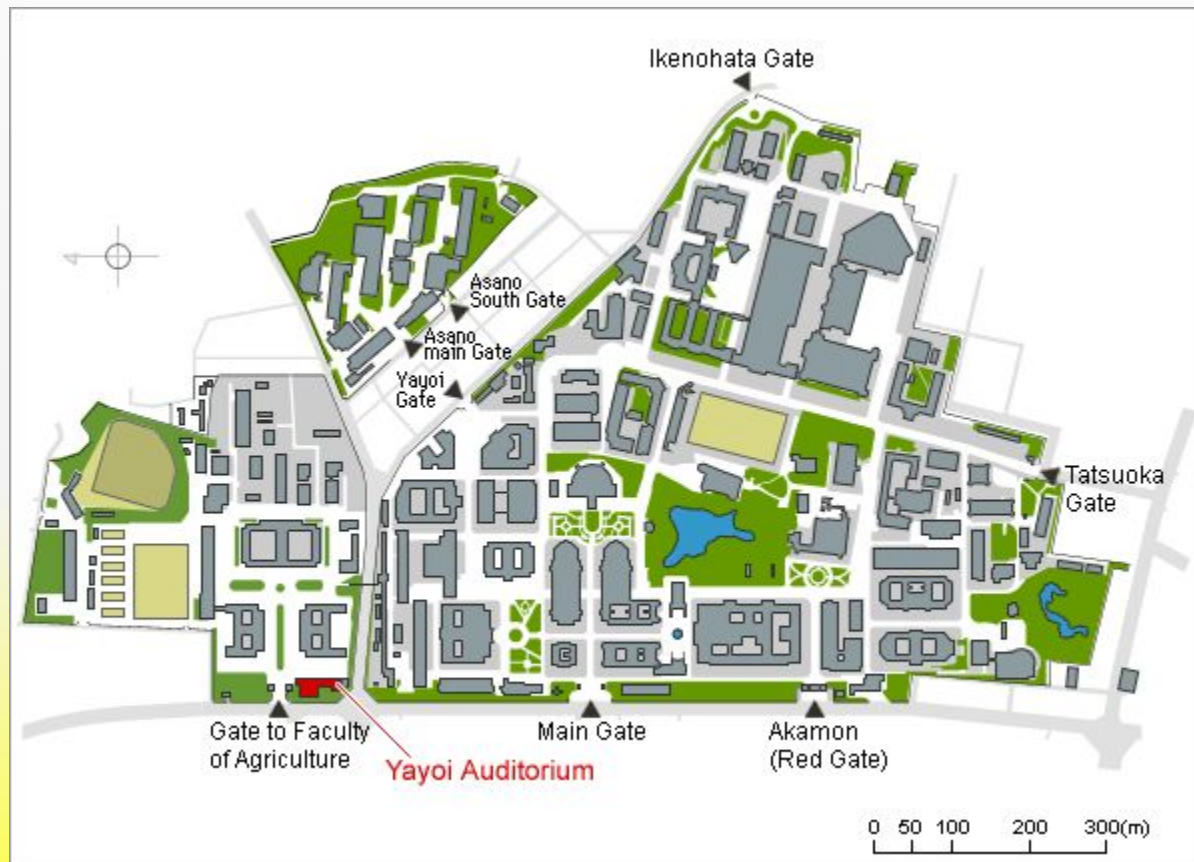 Ikenohata Gate
Asano
South Gate
Asano
main Gate
Yayoi
Gate
Tatsuoka
Gate
Gate to Faculty
of Agriculture
Main Gate
Akamon
(Red Gate)
Yayoi Auditorium
0 50 100 200 300(m)